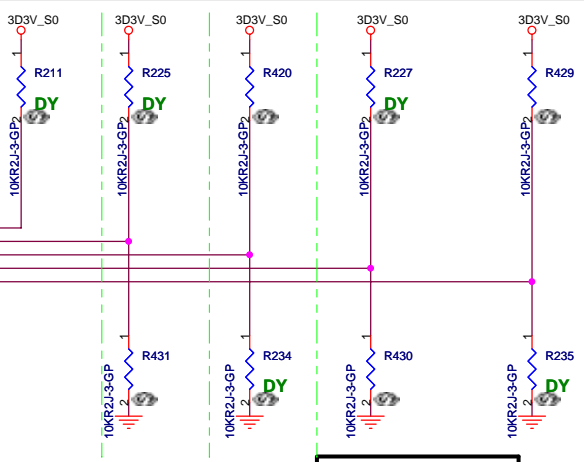 3D3V_S0 3D3V_S0 3D3V_S0 3D3V_S0 3D3V_S0
1 1 1 1 1
R211 R225 R420 R227 R429
DY DY DY
2 2 2 2 2
10KR2J-3-GP 10KR2J-3-GP 10KR2J-3-GP 10KR2J-3-GP 10KR2J-3-GP
1 1 1 1
R431 R234 R430 R235
DY DY
2 2 2 2
10KR2J-3-GP 10KR2J-3-GP 10KR2J-3-GP 10KR2J-3-GP